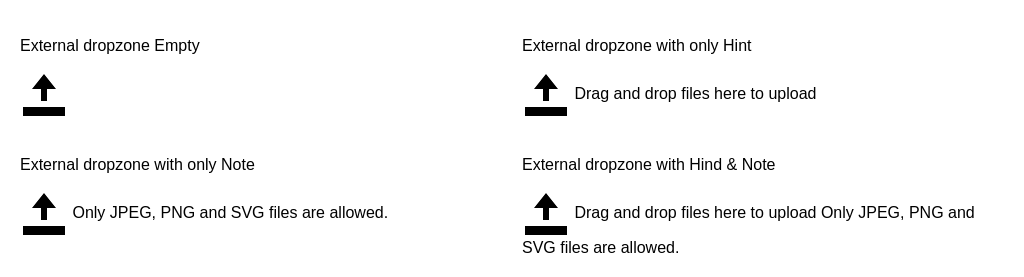 External dropzone Empty
External dropzone with only Hint
Drag and drop files here to upload
External dropzone with only Note
Only JPEG, PNG and SVG files are allowed.
External dropzone with Hind & Note
Drag and drop files here to upload Only JPEG, PNG and
SVG files are allowed.